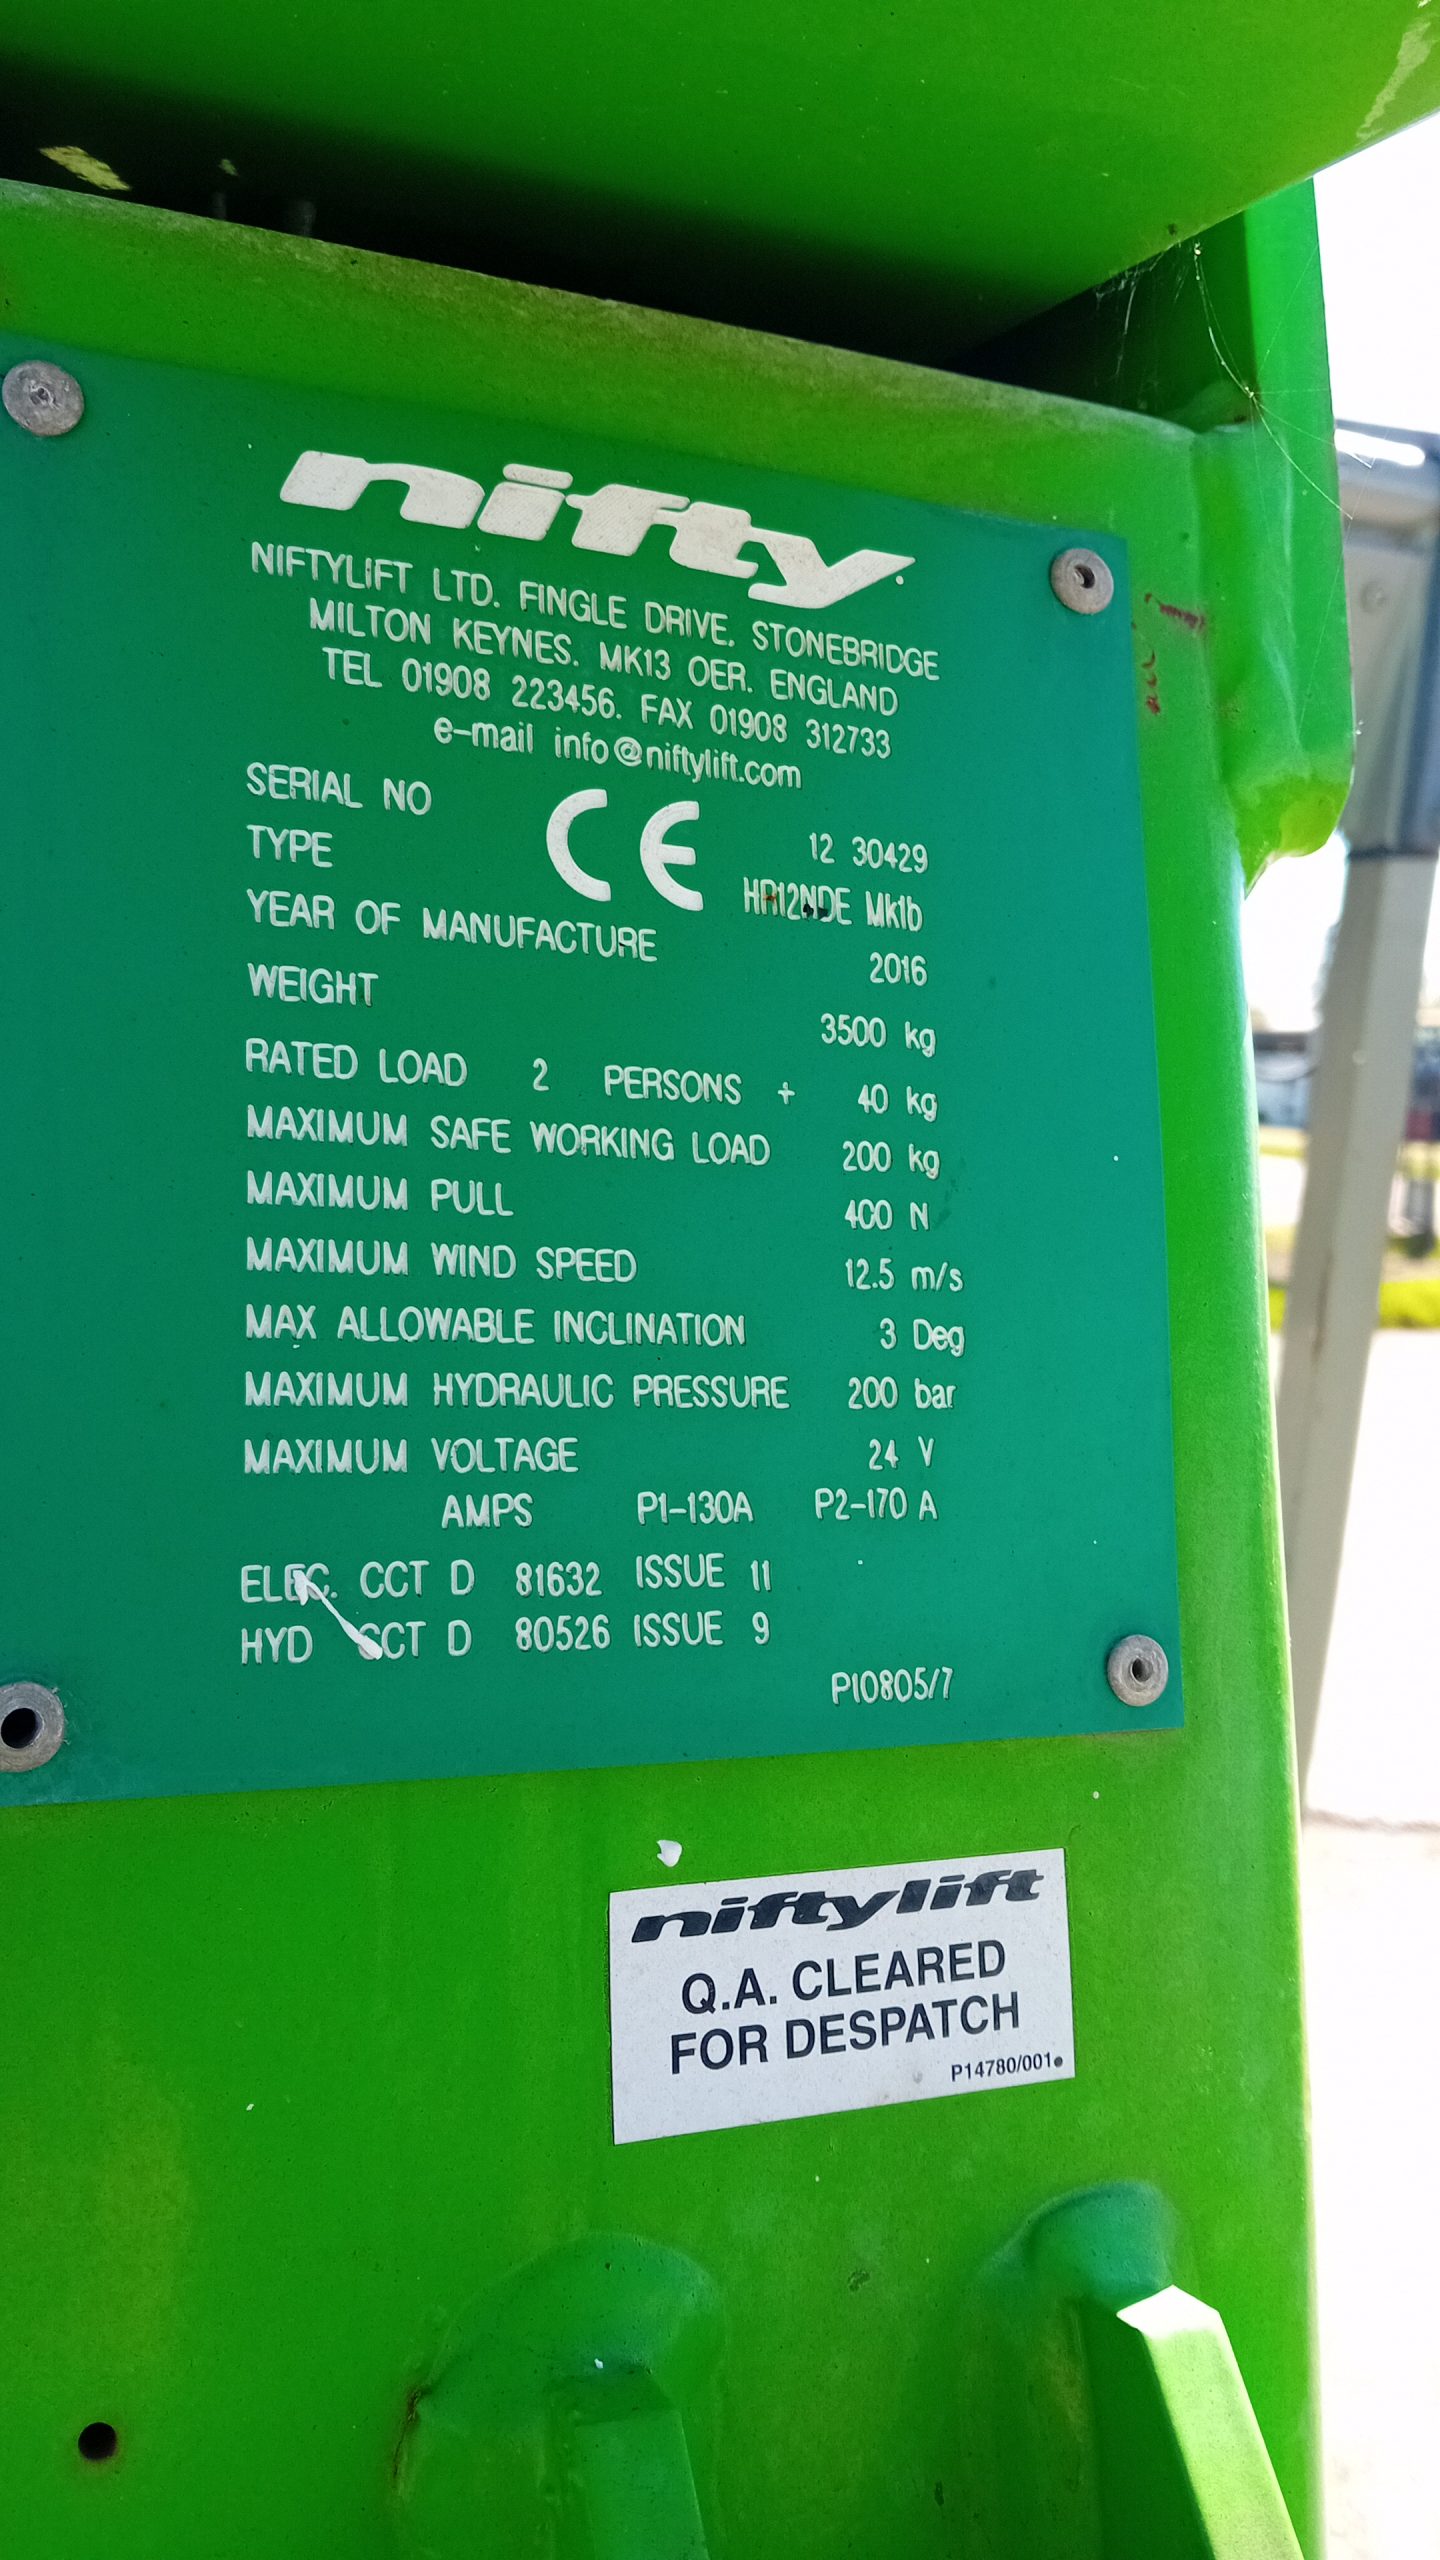 nifty
NIFTYLIFT LTD. FINGLE DRIVE. STONEBRIDGE
MILTON KEYNES. MK13 OER. ENGLAND
TEL 01908 223456. FAX 01908 312733
e-mail info@niftylift.com
CE
SERIAL NO 12 30429
TYPE HR12NDE Mk1b
YEAR OF MANUFACTURE 2016
WEIGHT 3500 kg
RATED LOAD 2 PERSONS + 40 kg
MAXIMUM SAFE WORKING LOAD 200 kg
MAXIMUM PULL 400 N
MAXIMUM WIND SPEED 12.5 m/s
MAX ALLOWABLE INCLINATION 3 Deg
MAXIMUM HYDRAULIC PRESSURE 200 bar
MAXIMUM VOLTAGE 24 V
AMPS P1-130A P2-170 A
ELEC. CCT D 81632 ISSUE 11
HYD CCT D 80526 ISSUE 9
P10805/7
niftylift
Q.A. CLEARED
FOR DESPATCH
P14780/001